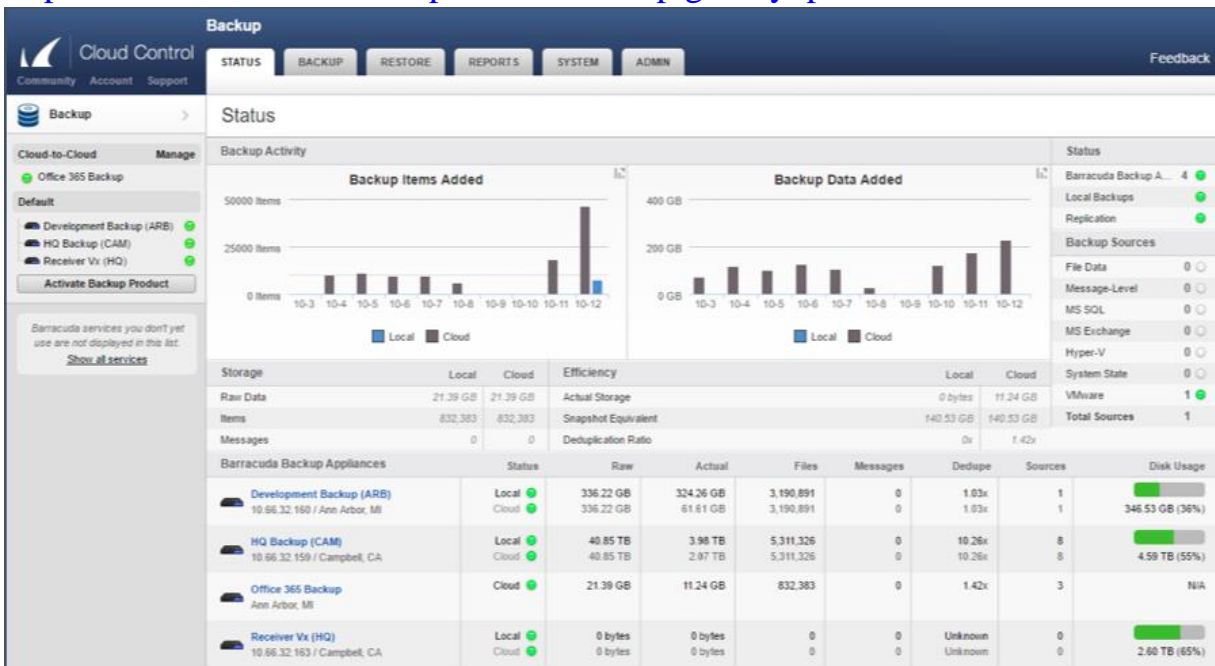 Backup
Cloud Control
Community Account Support
STATUS BACKUP RESTORE REPORTS SYSTEM ADMIN
Feedback
Backup
Cloud-to-Cloud Manage
Office 365 Backup
Default
Development Backup (ARB)
HQ Backup (CAM)
Receiver Vx (HQ)
Activate Backup Product
Barracuda services you don't yet
use are not displayed in this list.
Show all services
Status
Backup Activity
Backup Items Added
50000 Items
25000 Items
0 Items
10-3 10-4 10-5 10-6 10-7 10-8 10-9 10-10 10-11 10-12
Local Cloud
Backup Data Added
400 GB
200 GB
0 GB
10-3 10-4 10-5 10-6 10-7 10-8 10-9 10-10 10-11 10-12
Local Cloud
Status
Barracuda Backup A... 4
Local Backups
Replication
Backup Sources
File Data 0
Message-Level 0
MS SQL 0
MS Exchange 0
Hyper-V 0
System State 0
VMware 1
Total Sources 1
Storage Local Cloud
Raw Data 21.39 GB 21.39 GB
Items 832,383 832,383
Messages 0 0
Efficiency Local Cloud
Actual Storage 0 bytes 11.24 GB
Snapshot Equivalent 140.53 GB 140.53 GB
Deduplication Ratio 0x 1.42x
Barracuda Backup Appliances Status Raw Actual Files Messages Dedupe Sources Disk Usage
Development Backup (ARB) Local 336.22 GB 324.26 GB 3,190,891 0 1.03x 1
10.66.32.160 / Ann Arbor, MI Cloud 336.22 GB 61.61 GB 3,190,891 0 1.03x 1 346.53 GB (36%)
HQ Backup (CAM) Local 40.85 TB 3.98 TB 5,311,326 0 10.26x 8
10.66.32.159 / Campbell, CA Cloud 40.85 TB 2.07 TB 5,311,326 0 10.26x 8 4.59 TB (55%)
Office 365 Backup Cloud 21.39 GB 11.24 GB 832,383 0 1.42x 3 N/A
Ann Arbor, MI
Receiver Vx (HQ) Local 0 bytes 0 bytes 0 0 Unknown 0
10.66.32.163 / Campbell, CA Cloud 0 bytes 0 bytes 0 0 Unknown 0 2.60 TB (65%)